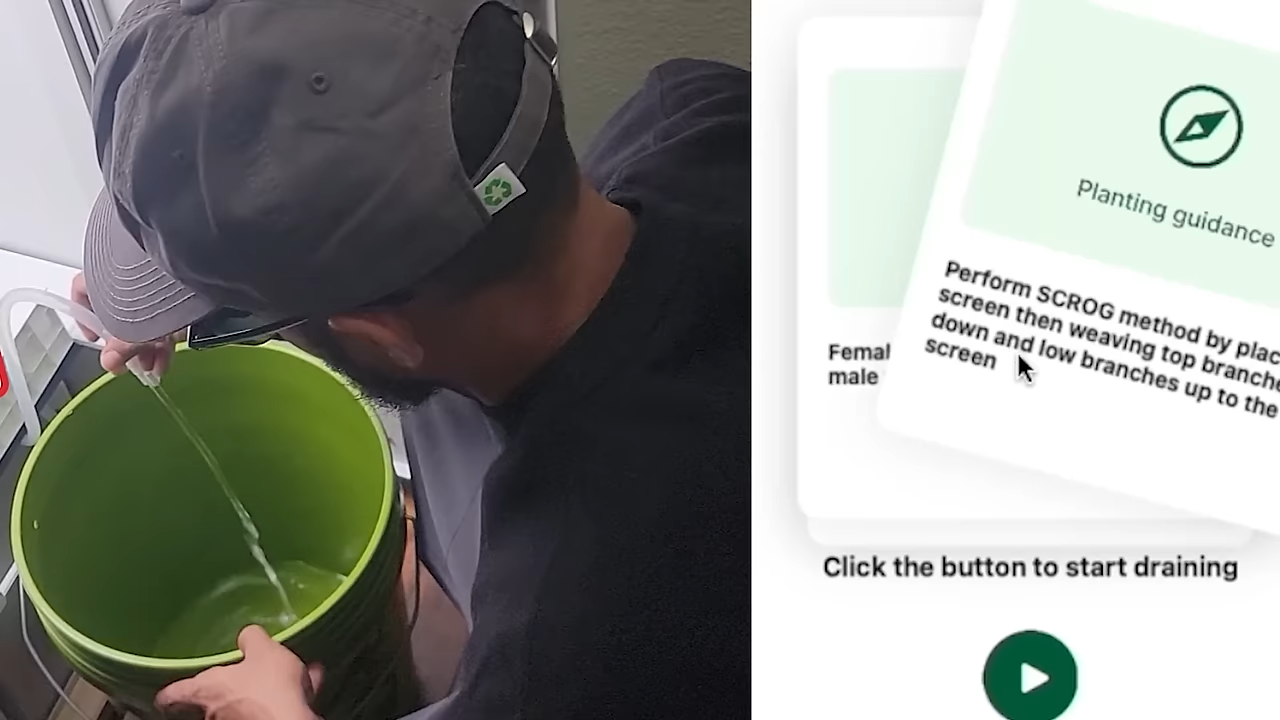 Planting guidance
Perform SCROG method by plac
screen then weaving top branche
down and low branches up to the
screen
Femal
male
Click the button to start draining